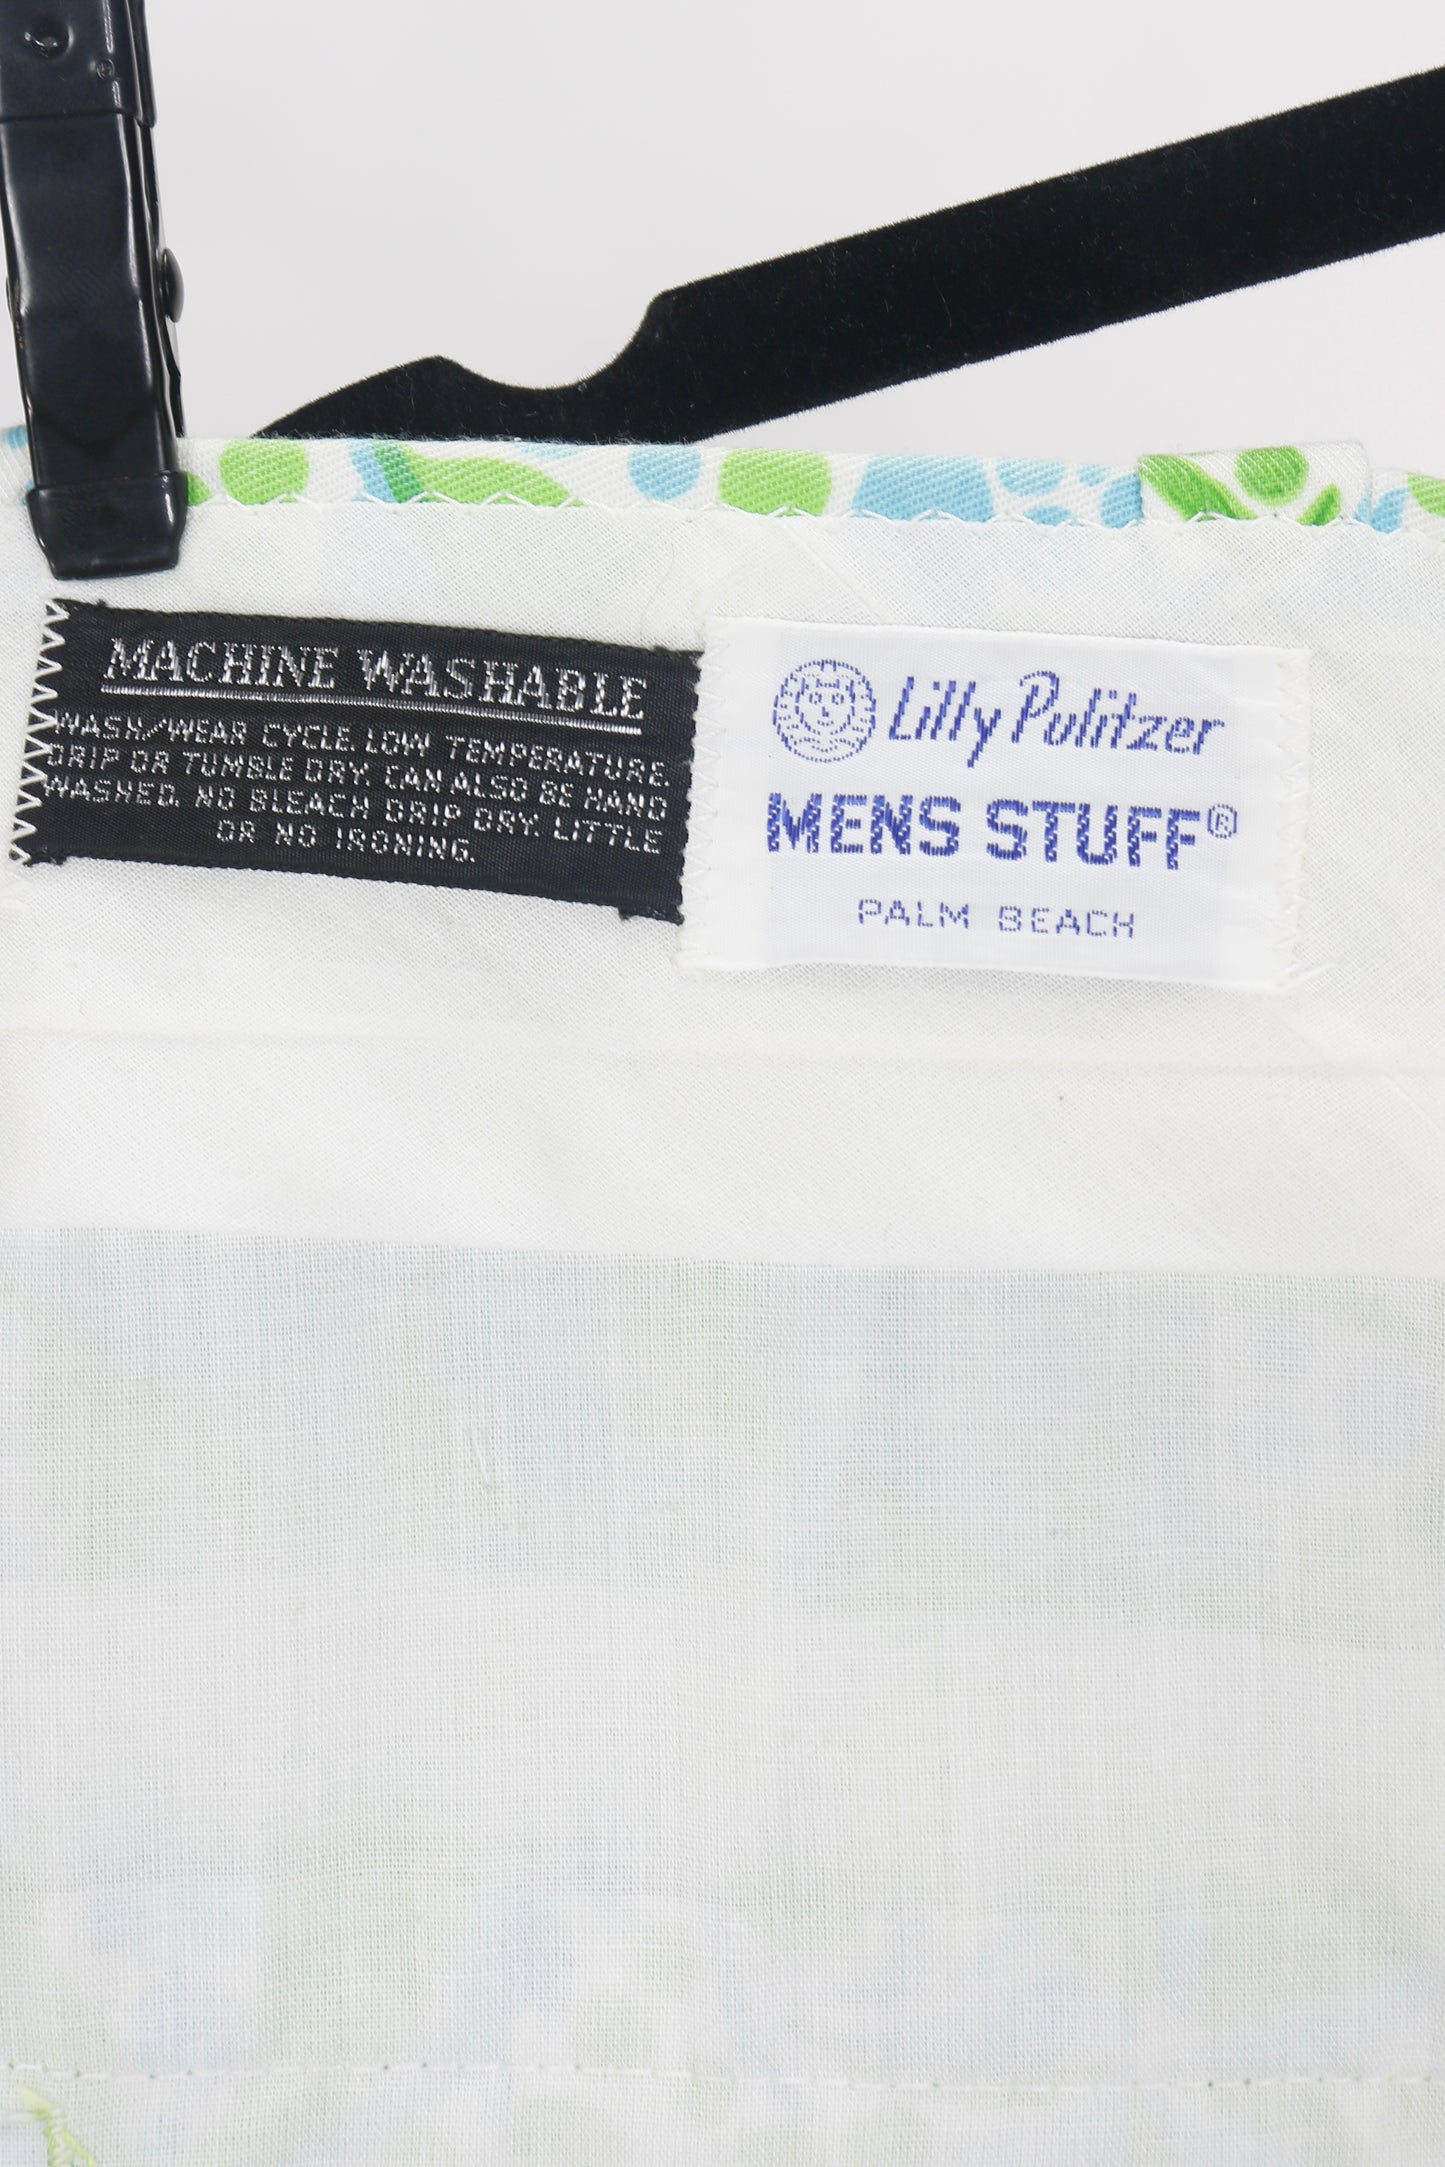 MACHINE WASHABLE
WASH/WEAR CYCLE. LOW TEMPERATURE.
DRIP OR TUMBLE DRY. CAN ALSO BE HAND
WASHED. NO BLEACH DRIP DRY. LITTLE
OR NO IRONING.
Lilly Pulitzer
MENS STUFF®
PALM BEACH